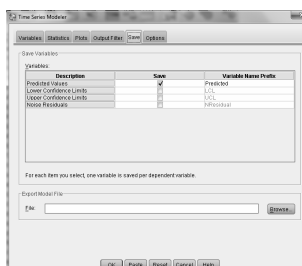 Time Series Modeler
Variables Statistics Plots Output Filter Save Options
Save Variables
Variables:
Description Save Variable Name Prefix
Predicted Values Predicted
Lower Confidence Limits LCL
Upper Confidence Limits UCL
Noise Residuals NResidual
For each item you select, one variable is saved per dependent variable.
Export Model File
File: Browse...
OK Paste Reset Cancel Help